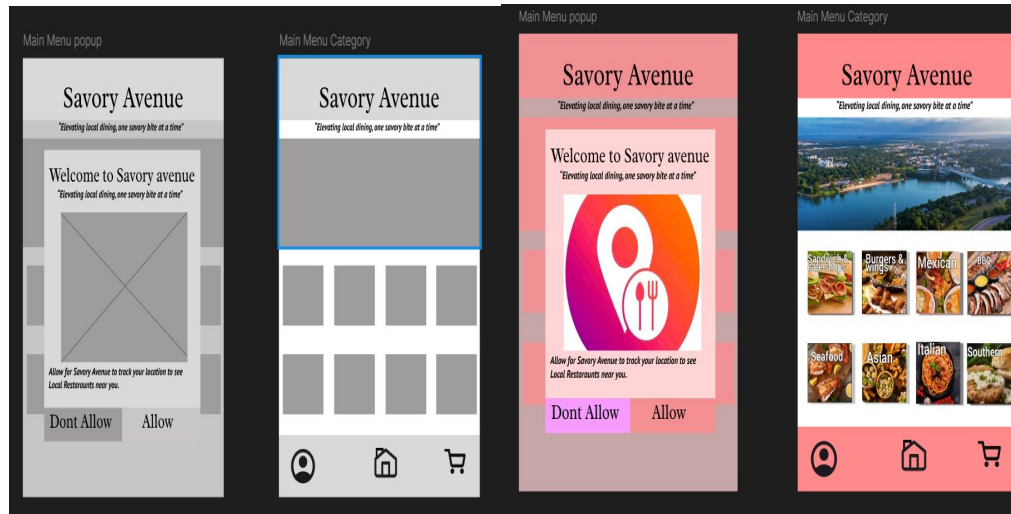 Main Menu popup
Savory Avenue
"Elevating local dining, one savory bite at a time"
Welcome to Savory avenue
"Elevating local dining, one savory bite at a time"
Allow for Savory Avenue to track your location to see
Local Restaraunts near you.
Dont Allow
Allow
Main Menu Category
Savory Avenue
"Elevating local dining, one savory bite at a time"
Main Menu popup
Savory Avenue
"Elevating local dining, one savory bite at a time"
Welcome to Savory avenue
"Elevating local dining, one savory bite at a time"
Allow for Savory Avenue to track your location to see
Local Restaraunts near you.
Dont Allow
Allow
Main Menu Category
Savory Avenue
"Elevating local dining, one savory bite at a time"
Sandwich &
cafe shops
Burgers &
wings
Mexican
BBQ
Seafood
Asian
Italian
Southern